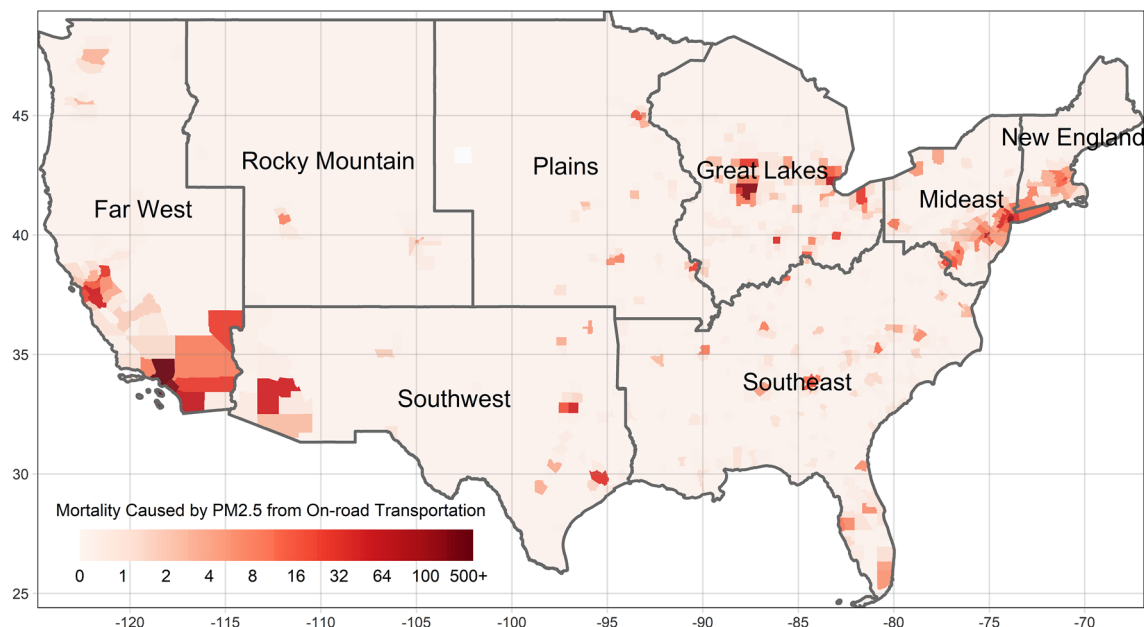 45
40
35
30
25
New England
Rocky Mountain
Plains
Great Lakes
Far West
Mideast
Southeast
Southwest
Mortality Caused by PM2.5 from On-road Transportation
0 1 2 4 8 16 32 64 100 500+
-120 -115 -110 -105 -100 -95 -90 -85 -80 -75 -70